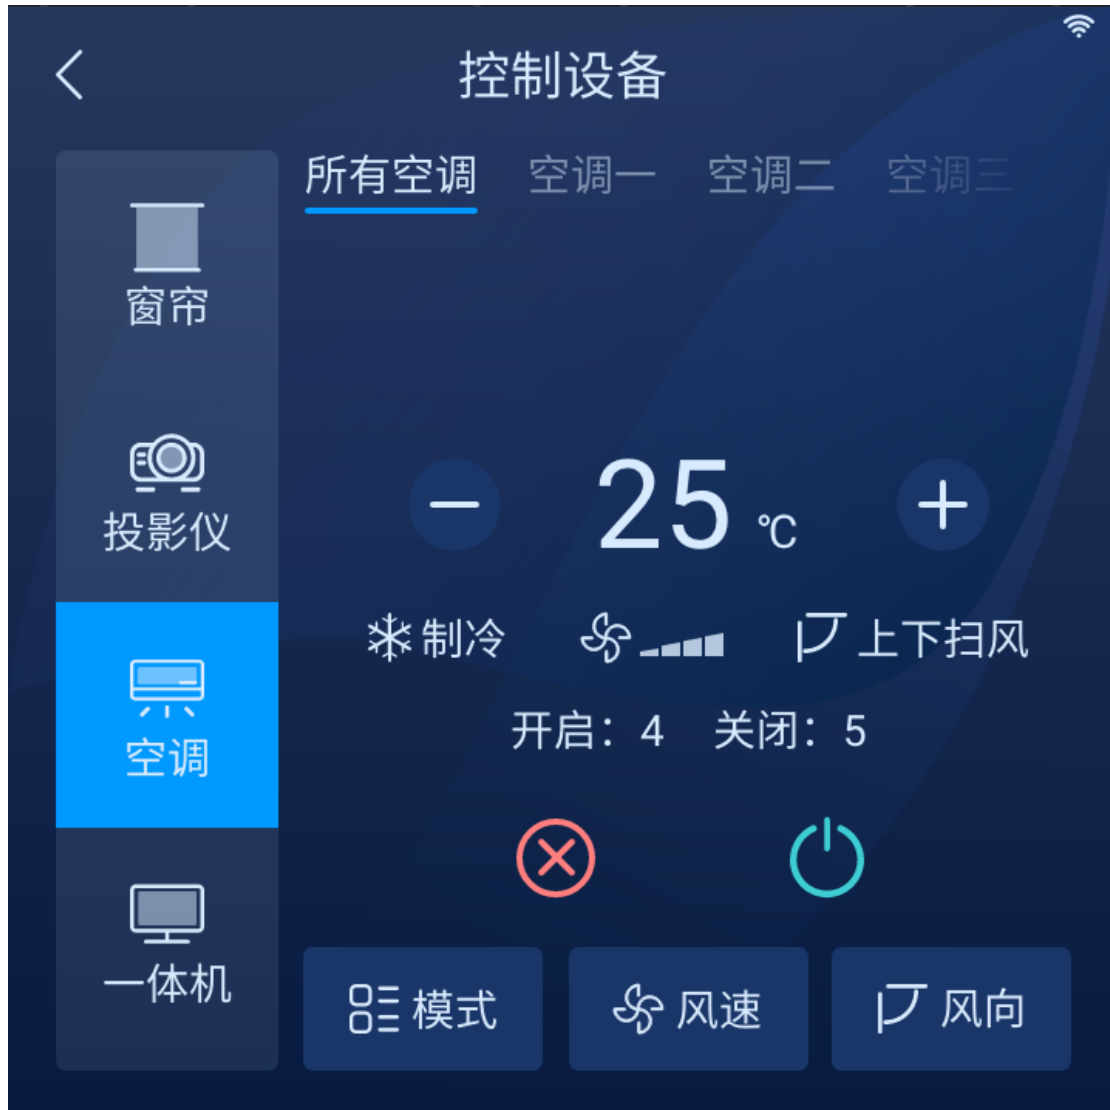 控制设备
所有空调 空调一 空调二 空调三
窗帘
投影仪
空调
一体机
25 ℃
制冷 上下扫风
开启：4 关闭：5
模式 风速 风向